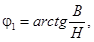 φ₁ = arctg B/H,